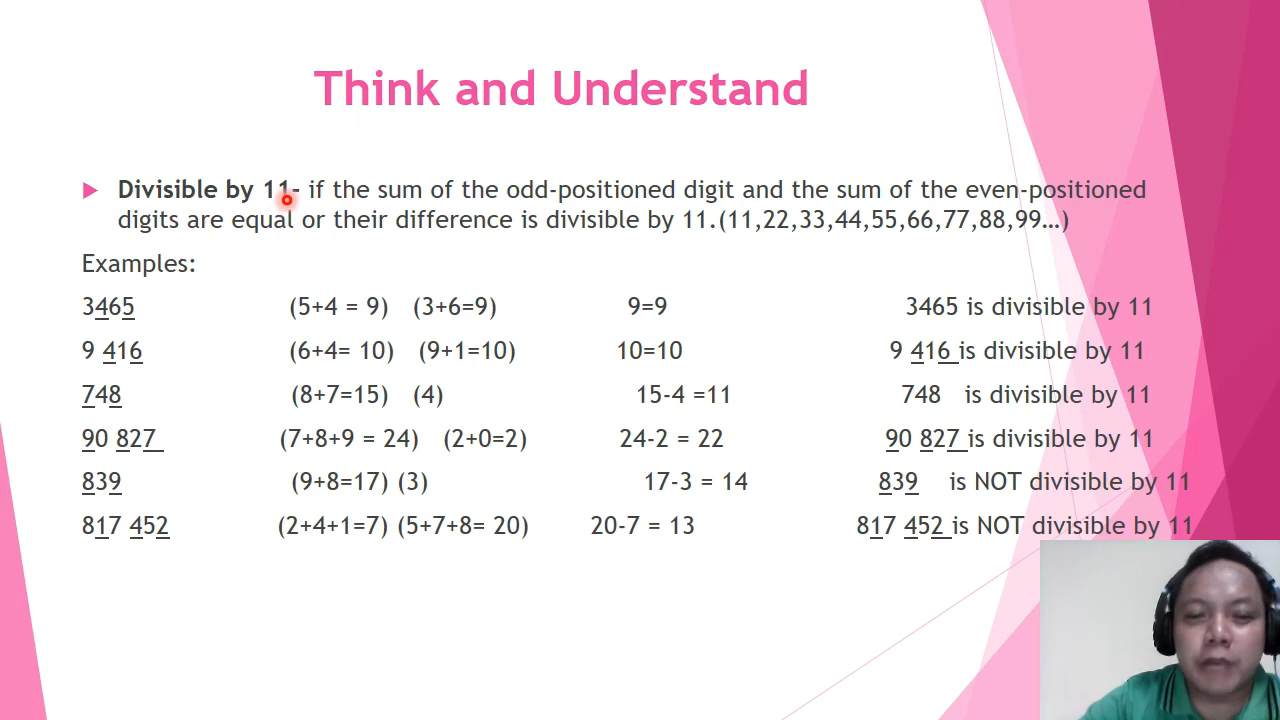 Think and Understand
Divisible by 11- if the sum of the odd-positioned digit and the sum of the even-positioned
digits are equal or their difference is divisible by 11.(11,22,33,44,55,66,77,88,99…)
Examples:
3465 (5+4 = 9) (3+6=9) 9=9 3465 is divisible by 11
9 416 (6+4= 10) (9+1=10) 10=10 9 416 is divisible by 11
748 (8+7=15) (4) 15-4 =11 748 is divisible by 11
90 827 (7+8+9 = 24) (2+0=2) 24-2 = 22 90 827 is divisible by 11
839 (9+8=17) (3) 17-3 = 14 839 is NOT divisible by 11
817 452 (2+4+1=7) (5+7+8= 20) 20-7 = 13 817 452 is NOT divisible by 11